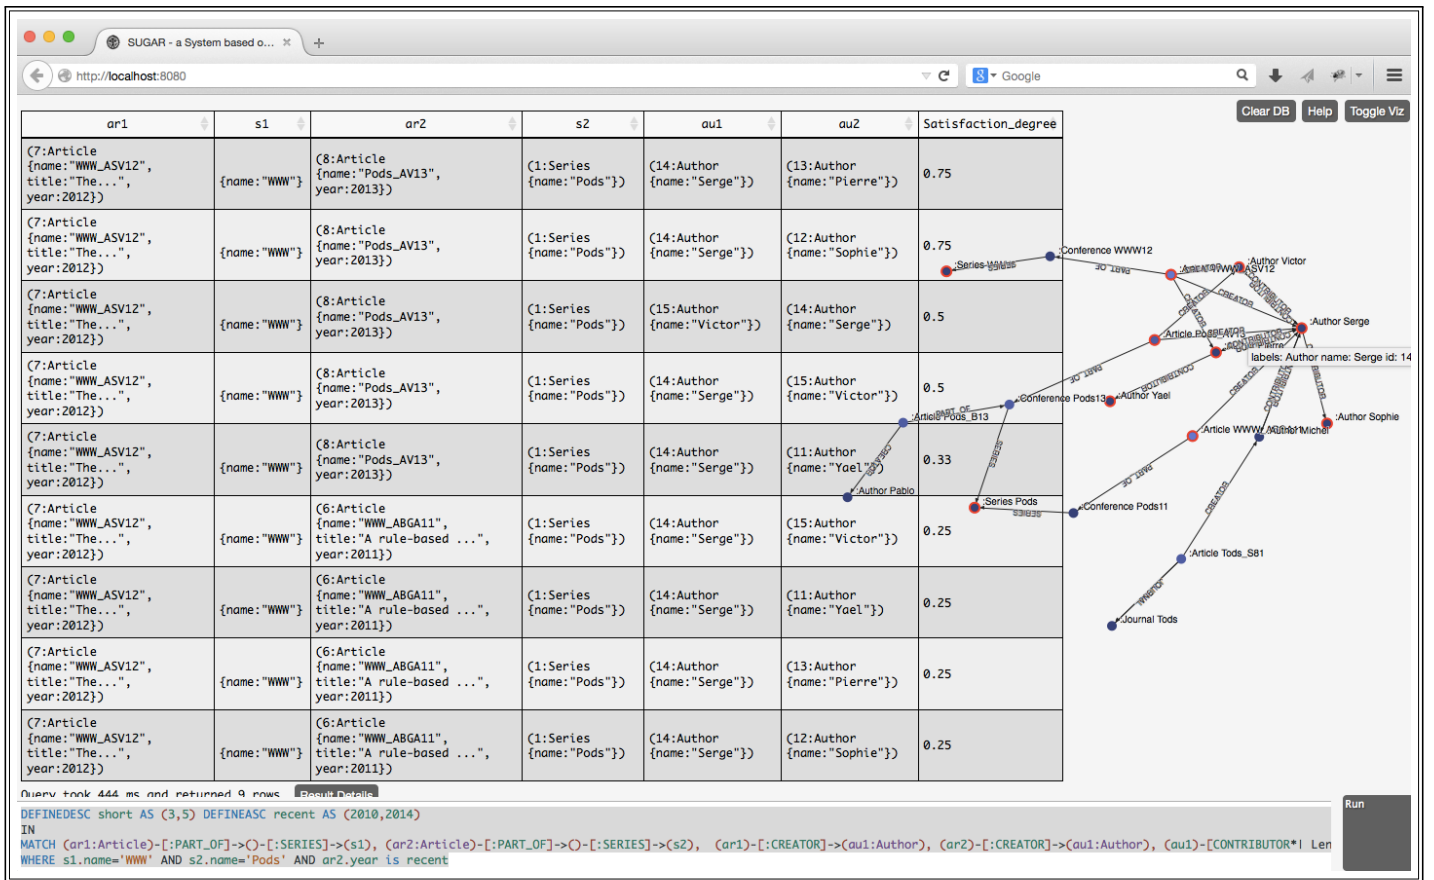 SUGAR - a System based o...
http://localhost:8080
Google
Clear DB Help Toggle Viz
ar1 s1 ar2 s2 au1 au2 Satisfaction_degree
(7:Article {name:"WWW_ASV12", title:"The...", year:2012}) {name:"WWW"} (8:Article {name:"Pods_AV13", year:2013}) (1:Series {name:"Pods"}) (14:Author {name:"Serge"}) (13:Author {name:"Pierre"}) 0.75
(7:Article {name:"WWW_ASV12", title:"The...", year:2012}) {name:"WWW"} (8:Article {name:"Pods_AV13", year:2013}) (1:Series {name:"Pods"}) (14:Author {name:"Serge"}) (12:Author {name:"Sophie"}) 0.75
(7:Article {name:"WWW_ASV12", title:"The...", year:2012}) {name:"WWW"} (8:Article {name:"Pods_AV13", year:2013}) (1:Series {name:"Pods"}) (15:Author {name:"Victor"}) (14:Author {name:"Serge"}) 0.5
(7:Article {name:"WWW_ASV12", title:"The...", year:2012}) {name:"WWW"} (8:Article {name:"Pods_AV13", year:2013}) (1:Series {name:"Pods"}) (14:Author {name:"Serge"}) (15:Author {name:"Victor"}) 0.5
(7:Article {name:"WWW_ASV12", title:"The...", year:2012}) {name:"WWW"} (8:Article {name:"Pods_AV13", year:2013}) (1:Series {name:"Pods"}) (14:Author {name:"Serge"}) (11:Author {name:"Yael"}) 0.33
(7:Article {name:"WWW_ASV12", title:"The...", year:2012}) {name:"WWW"} (6:Article {name:"WWW_ABGA11", title:"A rule-based ...", year:2011}) (1:Series {name:"Pods"}) (14:Author {name:"Serge"}) (15:Author {name:"Victor"}) 0.25
(7:Article {name:"WWW_ASV12", title:"The...", year:2012}) {name:"WWW"} (6:Article {name:"WWW_ABGA11", title:"A rule-based ...", year:2011}) (1:Series {name:"Pods"}) (14:Author {name:"Serge"}) (11:Author {name:"Yael"}) 0.25
(7:Article {name:"WWW_ASV12", title:"The...", year:2012}) {name:"WWW"} (6:Article {name:"WWW_ABGA11", title:"A rule-based ...", year:2011}) (1:Series {name:"Pods"}) (14:Author {name:"Serge"}) (13:Author {name:"Pierre"}) 0.25
(7:Article {name:"WWW_ASV12", title:"The...", year:2012}) {name:"WWW"} (6:Article {name:"WWW_ABGA11", title:"A rule-based ...", year:2011}) (1:Series {name:"Pods"}) (14:Author {name:"Serge"}) (12:Author {name:"Sophie"}) 0.25
:Conference WWW12
:Author Victor
SERIES
PART_OF
CREATOR
CONTRIBUTOR
:Author Serge
labels: Author name: Serge id: 14
PART_OF
CONTRIBUTOR
:Author Yael
:Conference Pods13
PART_OF
:Article Pods_B13
:Author Sophie
CREATOR
SERIES
PART_OF
:Author Pablo
:Series Pods
SERIES
:Conference Pods11
CREATOR
:Article Tods_S81
JOURNAL
:Journal Tods
Query took 444 ms and returned 9 rows. Result Details
DEFINEDESC short AS (3,5) DEFINEASC recent AS (2010,2014)
IN
MATCH (ar1:Article)-[:PART_OF]->()-[:SERIES]->(s1), (ar2:Article)-[:PART_OF]->()-[:SERIES]->(s2), (ar1)-[:CREATOR]->(au1:Author), (ar2)-[:CREATOR]->(au1:Author), (au1)-[CONTRIBUTOR*| Len
WHERE s1.name='WWW' AND s2.name='Pods' AND ar2.year is recent
Run